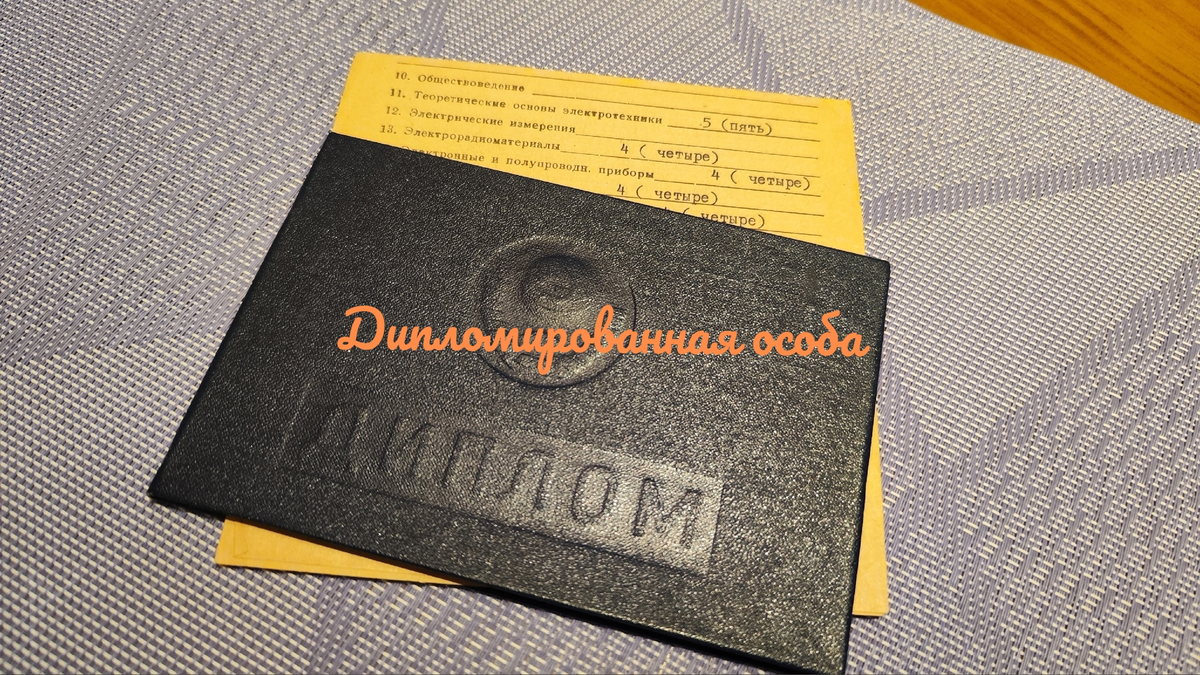 10. Общестоведение
11. Теоретические основы электротехники 5 (пять)
12. Электрические измерения
13. Электрорадиоматериалы 4 ( четыре)
и полупроводн. приборы 4 ( четыре)
4 ( четыре)
четыре)
Дипломированная особа
ДИПЛОМ